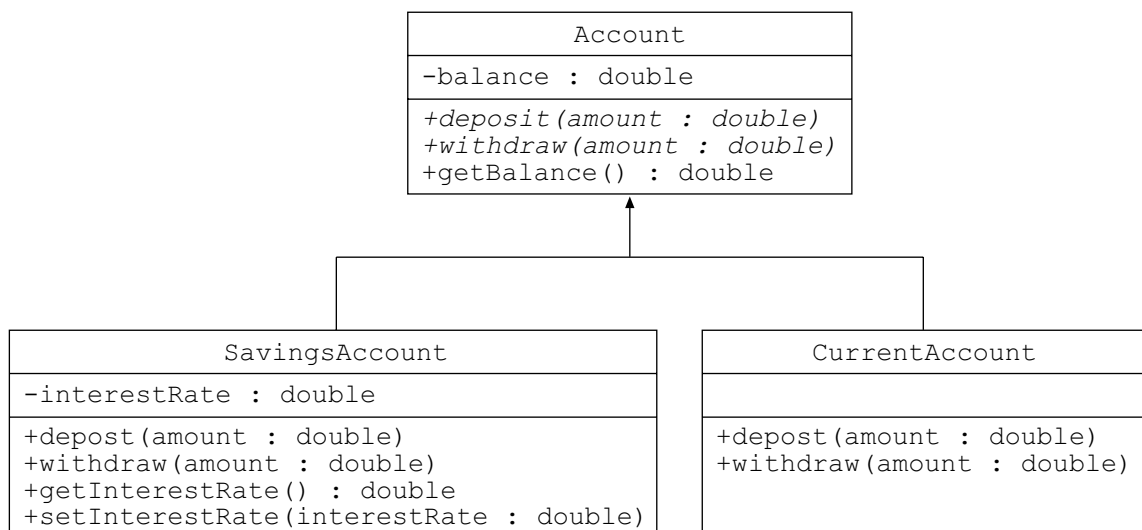 Account
-balance : double
+deposit(amount : double)
+withdraw(amount : double)
+getBalance() : double
SavingsAccount
-interestRate : double
+depost(amount : double)
+withdraw(amount : double)
+getInterestRate() : double
+setInterestRate(interestRate : double)
CurrentAccount
+depost(amount : double)
+withdraw(amount : double)